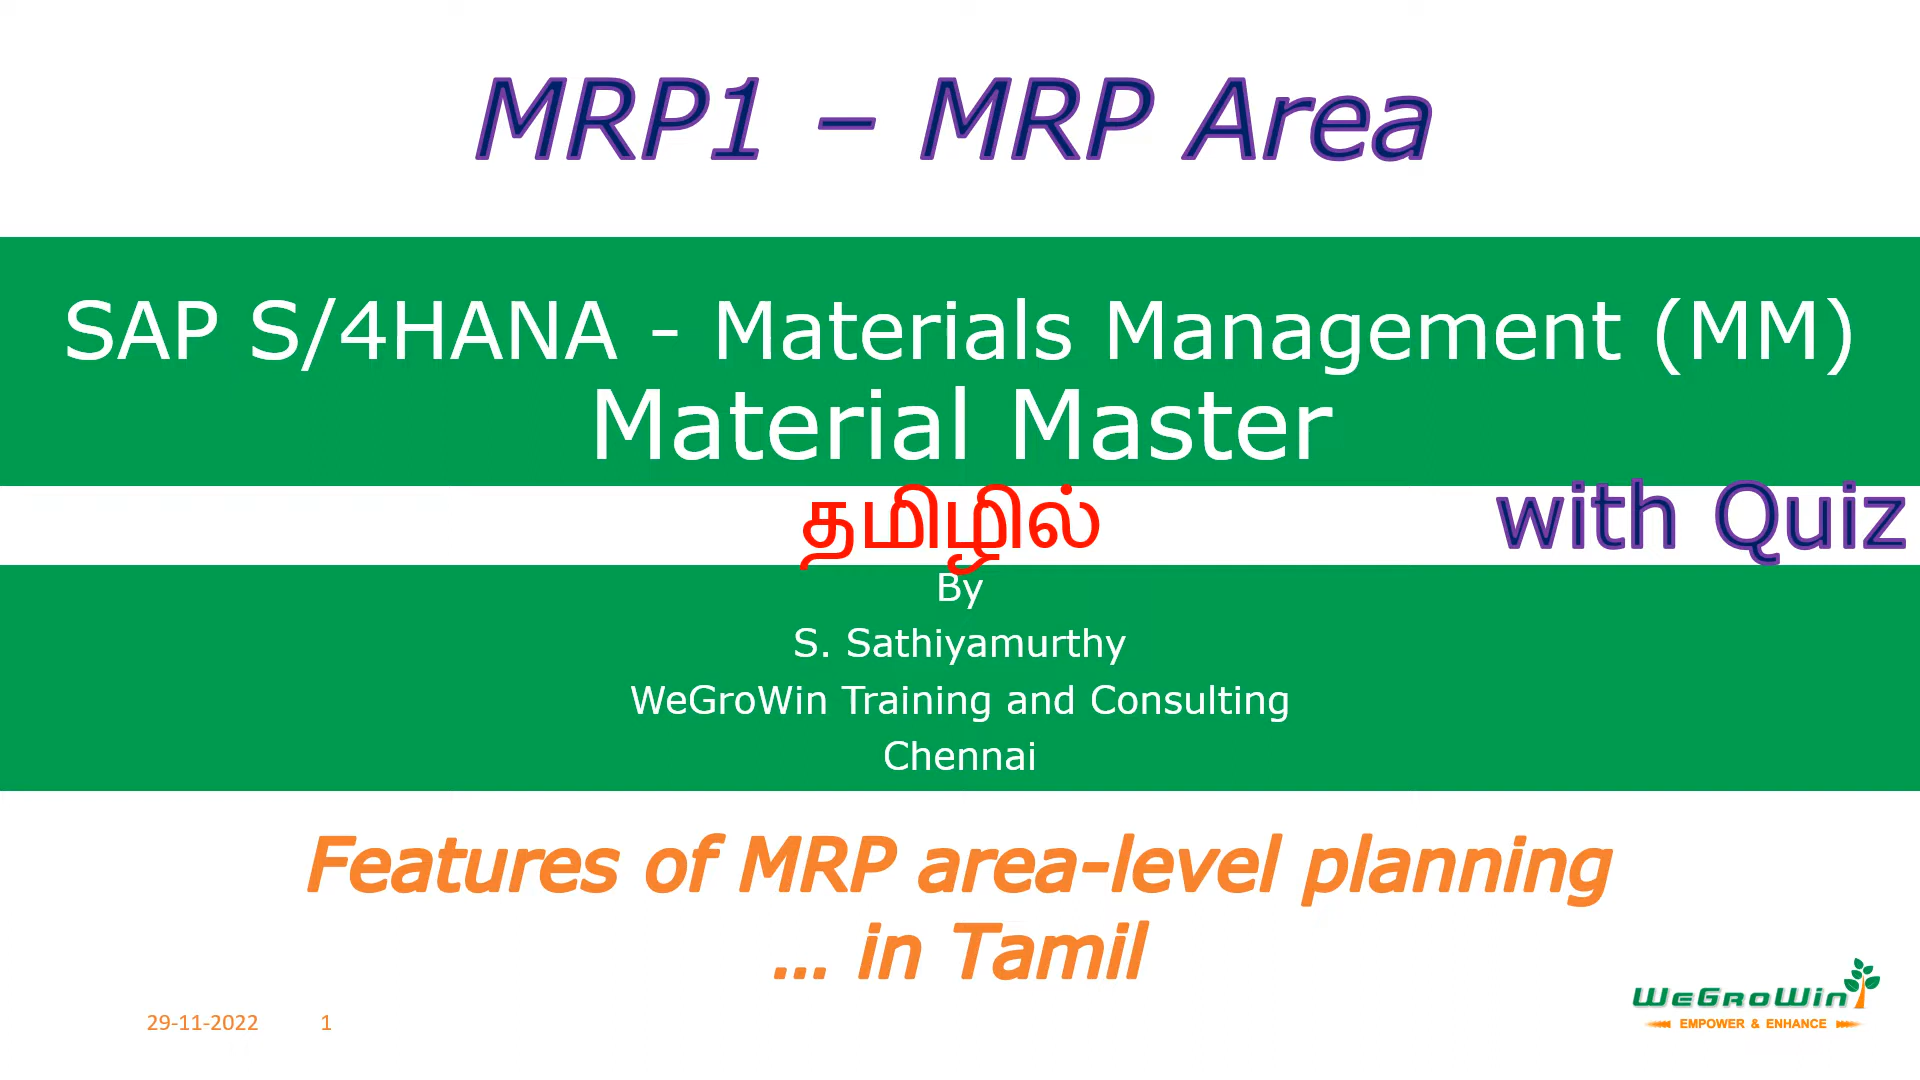 MRP1 – MRP Area
SAP S/4HANA - Materials Management (MM)
Material Master
தமிழில்
with Quiz
By
S. Sathiyamurthy
WeGroWin Training and Consulting
Chennai
Features of MRP area-level planning
... in Tamil
WeGroWin
EMPOWER & ENHANCE
29-11-2022 1